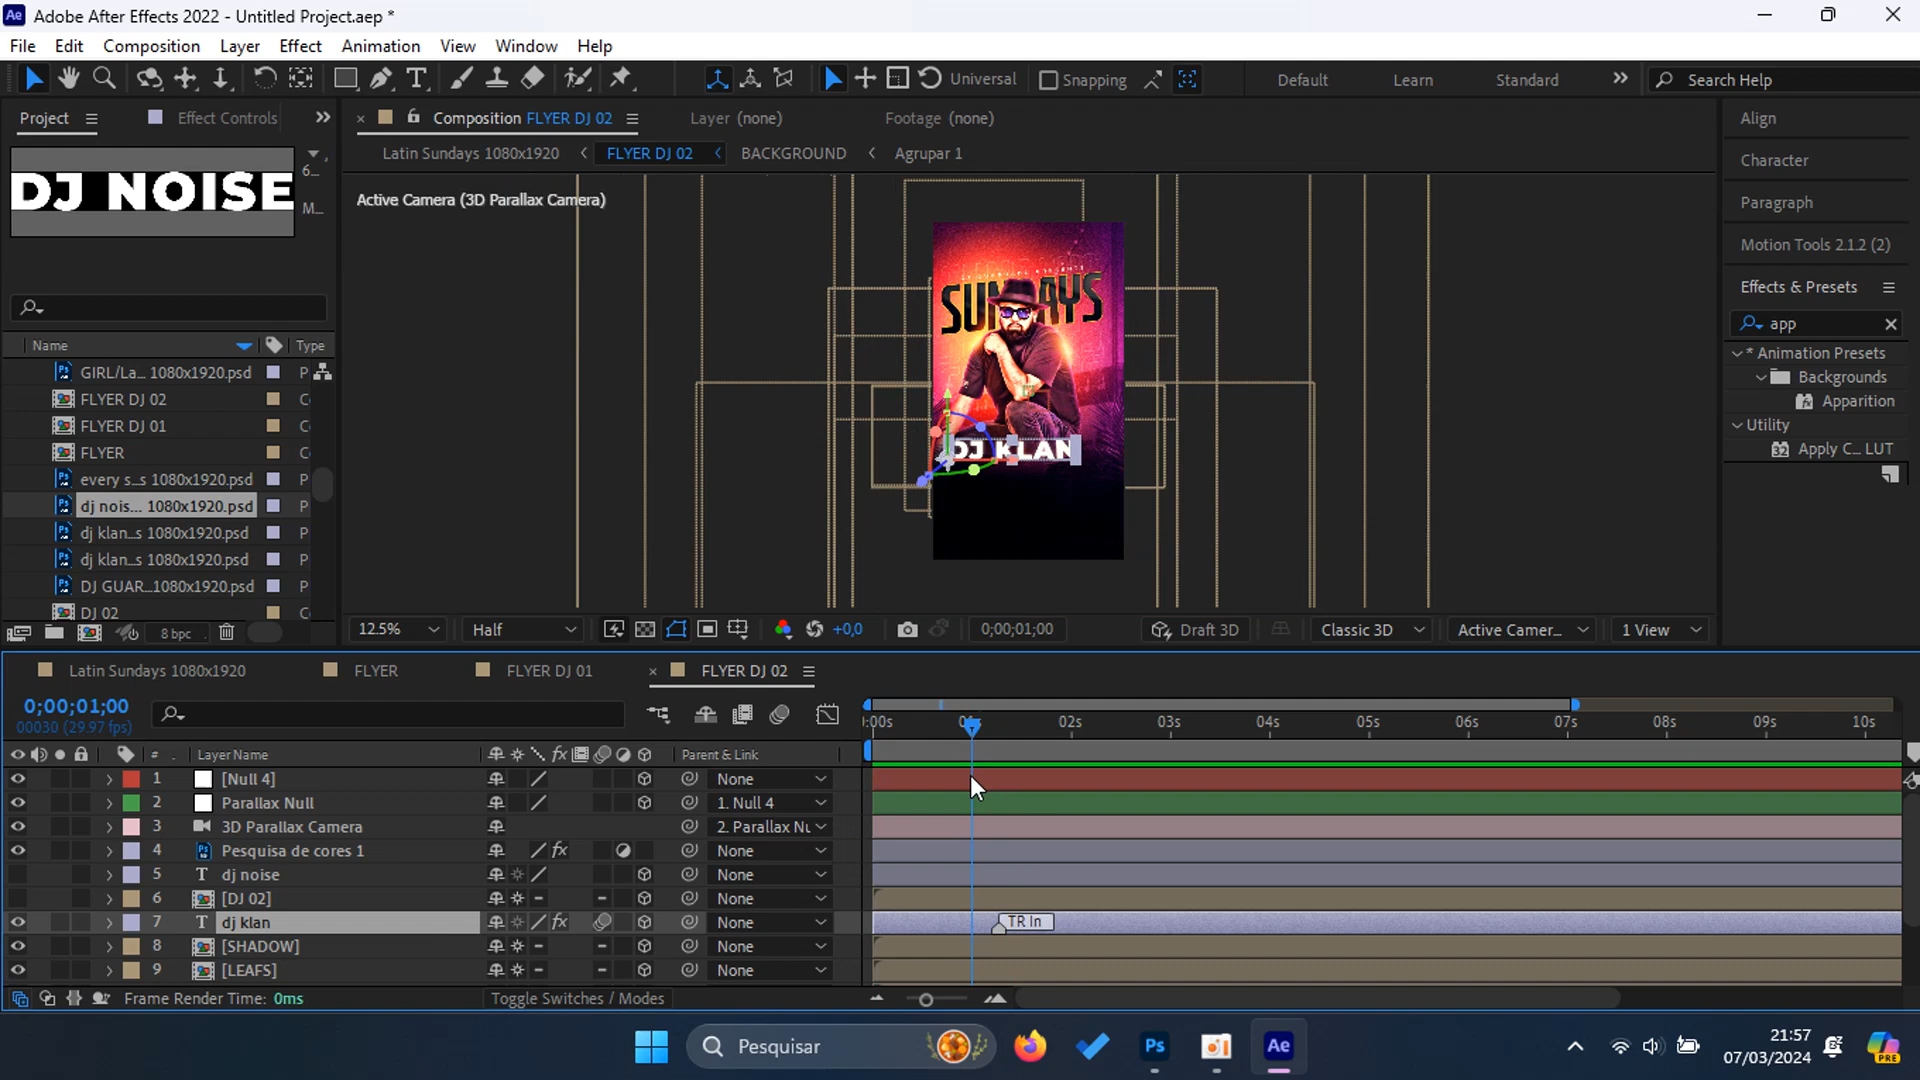 Adobe After Effects 2022 - Untitled Project.aep *
File Edit Composition Layer Effect Animation View Window Help
Universal Snapping Default Learn Standard Search Help
Project Effect Controls
Composition FLYER DJ 02 Layer (none) Footage (none)
Latin Sundays 1080x1920 FLYER DJ 02 BACKGROUND Agrupar 1
Active Camera (3D Parallax Camera)
DJ NOISE
6...
M...
SUNDAYS
DJ KLAN
Align
Character
Paragraph
Motion Tools 2.1.2 (2)
Effects & Presets
app
* Animation Presets
Backgrounds
Apparition
Utility
Apply C... LUT
Name Type
GIRL/La... 1080x1920.psd P
FLYER DJ 02 C
FLYER DJ 01 C
FLYER C
every s...s 1080x1920.psd P
dj nois... 1080x1920.psd P
dj klan...s 1080x1920.psd P
dj klan...s 1080x1920.psd P
DJ GUAR...1080x1920.psd P
DJ 02 C
8 bpc
12.5% Half +0,0 0;00;01;00 Draft 3D Classic 3D Active Camer... 1 View
Latin Sundays 1080x1920 FLYER FLYER DJ 01 FLYER DJ 02
0;00;01;00
00030 (29.97 fps)
:00s 01s 02s 03s 04s 05s 06s 07s 08s 09s 10s
# Layer Name fx Parent & Link
1 [Null 4] None
2 Parallax Null 1. Null 4
3 3D Parallax Camera 2. Parallax Nu
4 Pesquisa de cores 1 fx None
5 T dj noise None
6 [DJ 02] None
7 T dj klan fx None TR In
8 [SHADOW] None
9 [LEAFS] None
Frame Render Time: 0ms Toggle Switches / Modes
Pesquisar
Ps
Ae
21:57
07/03/2024
PRE